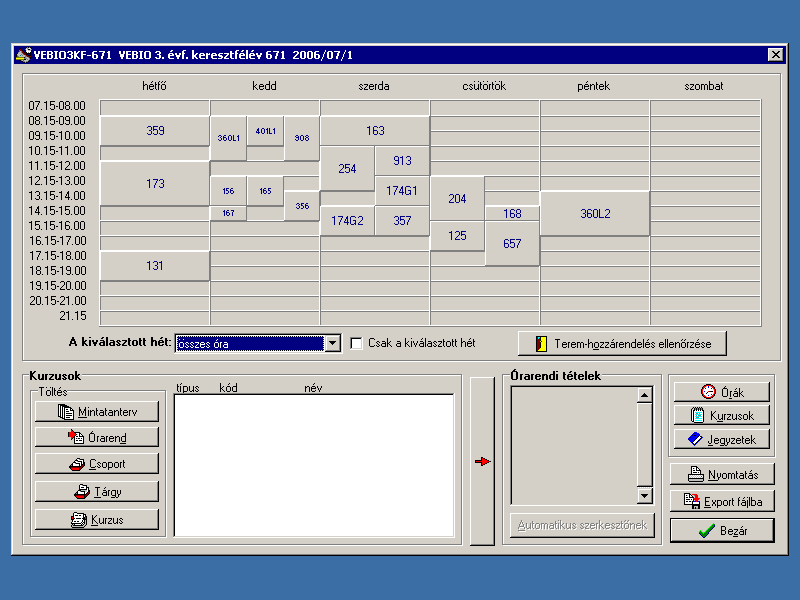 VEBIO3KF-671 VEBIO 3. évf. keresztfélév 671 2006/07/1
hétfő kedd szerda csütörtök péntek szombat
07.15-08.00
08.15-09.00
09.15-10.00
10.15-11.00
11.15-12.00
12.15-13.00
13.15-14.00
14.15-15.00
15.15-16.00
16.15-17.00
17.15-18.00
18.15-19.00
19.15-20.00
20.15-21.00
21.15
359 360L1 401L1 908 163
254 913
173 156 165 174G1 204
356
167 168 360L2
174G2 357
125 657
131
A kiválasztott hét: összes óra Csak a kiválasztott hét Terem-hozzárendelés ellenőrzése
Kurzusok
Töltés
Mintatanterv
Órarend
Csoport
Tárgy
Kurzus
típus kód név
Órarendi tételek
Automatikus szerkesztőnek
Órák
Kurzusok
Jegyzetek
Nyomtatás
Export fájlba
Bezár